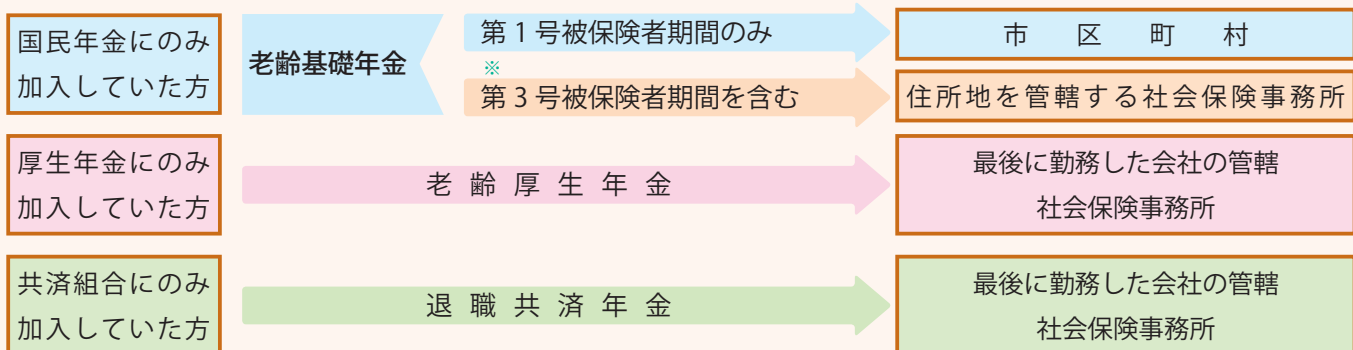 国民年金にのみ
加入していた方
老齢基礎年金
第1号被保険者期間のみ
市区町村
※
第3号被保険者期間を含む
住所地を管轄する社会保険事務所
厚生年金にのみ
加入していた方
老齢厚生年金
最後に勤務した会社の管轄
社会保険事務所
共済組合にのみ
加入していた方
退職共済年金
最後に勤務した会社の管轄
社会保険事務所